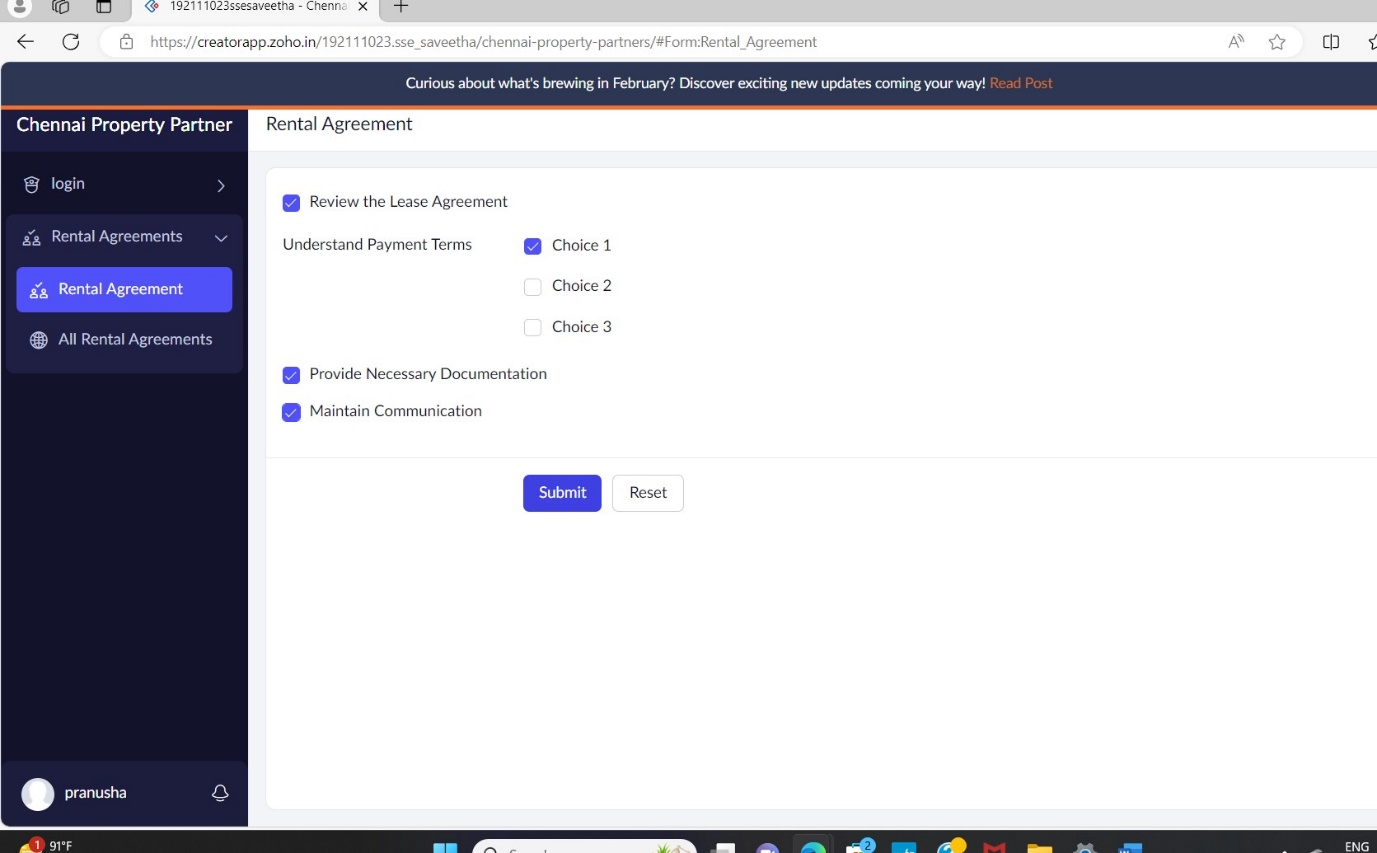 192111023ssesaveetha - Chenna
https://creatorapp.zoho.in/192111023.sse_saveetha/chennai-property-partners/#Form:Rental_Agreement
Curious about what's brewing in February? Discover exciting new updates coming your way! Read Post
Chennai Property Partner
Rental Agreement
login
Rental Agreements
Rental Agreement
All Rental Agreements
Review the Lease Agreement
Understand Payment Terms
Choice 1
Choice 2
Choice 3
Provide Necessary Documentation
Maintain Communication
Submit
Reset
pranusha
1
91°F
2
ENG